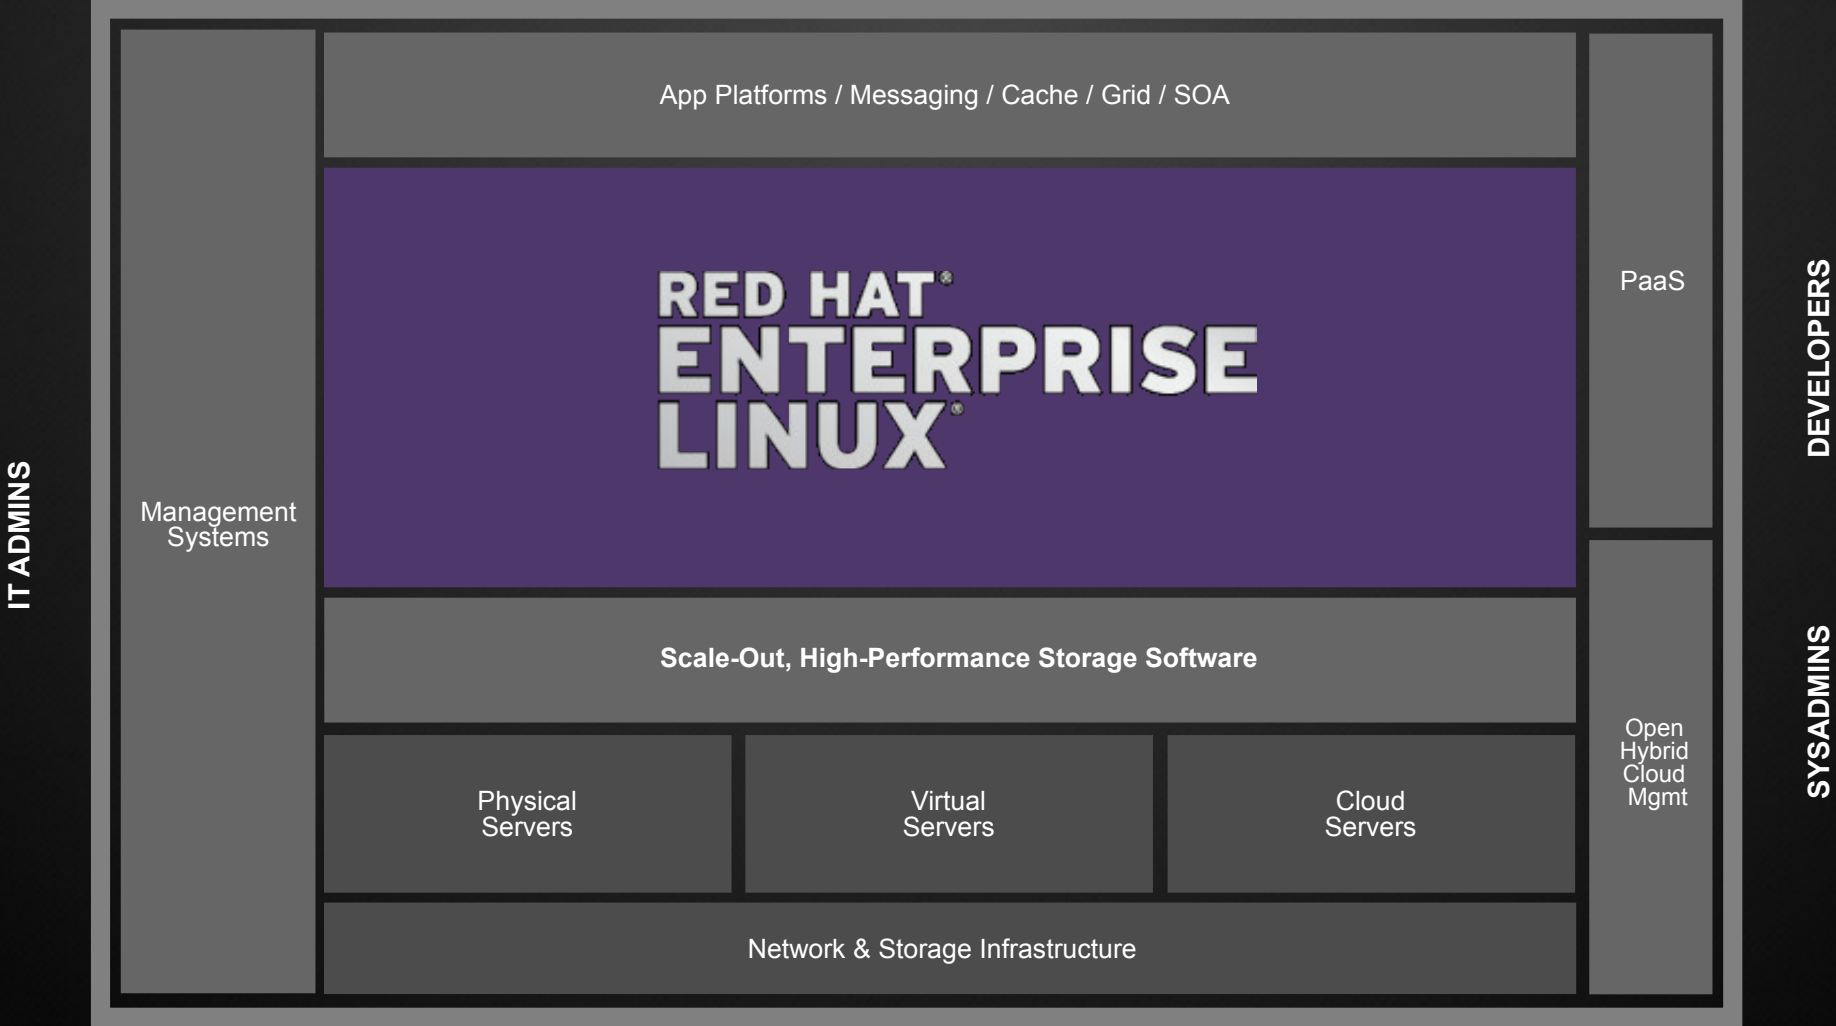 IT ADMINS
Management
Systems
App Platforms / Messaging / Cache / Grid / SOA
RED HAT®
ENTERPRISE
LINUX®
Scale-Out, High-Performance Storage Software
Physical
Servers
Virtual
Servers
Cloud
Servers
Network & Storage Infrastructure
PaaS
Open
Hybrid
Cloud
Mgmt
DEVELOPERS
SYSADMINS